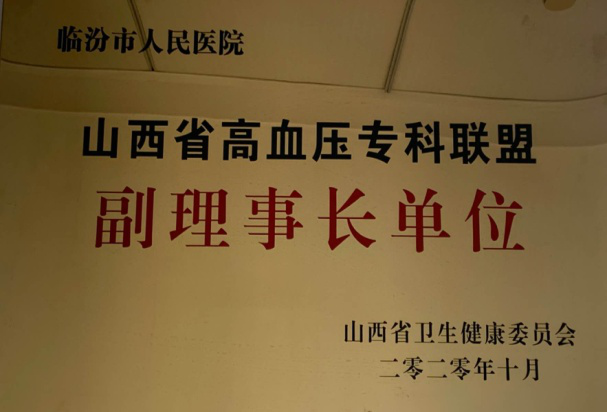 临汾市人民医院
山西省高血压专科联盟
副理事长单位
山西省卫生健康委员会
二零二零年十月